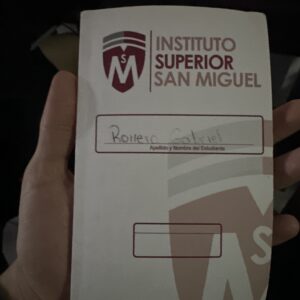 INSTITUTO
SUPERIOR
SAN MIGUEL
Romero Gabriel
Apellido y Nombre del Estudiante